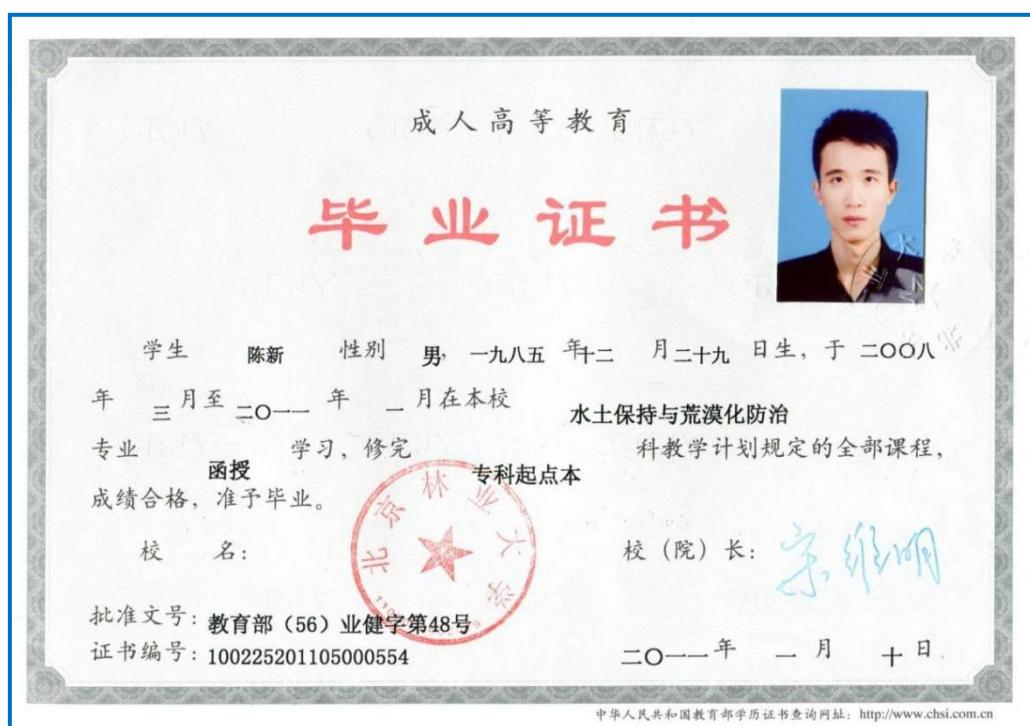 成人高等教育
毕业证书
学生 陈新 性别 男, 一九八五 年十二 月二十九 日生, 于 二〇〇八
年 三 月至 二〇一一 年 一 月在本校 水土保持与荒漠化防治
专业 函授 学习, 修完 专科起点本 科教学计划规定的全部课程,
成绩合格, 准予毕业。
北京林业大学
校 名: 校（院）长: 宋维明
批准文号: 教育部（56）业健字第48号
证书编号: 100225201105000554 二〇一一 年 一 月 十 日
中华人民共和国教育部学历证书查询网址: http://www.chsi.com.cn